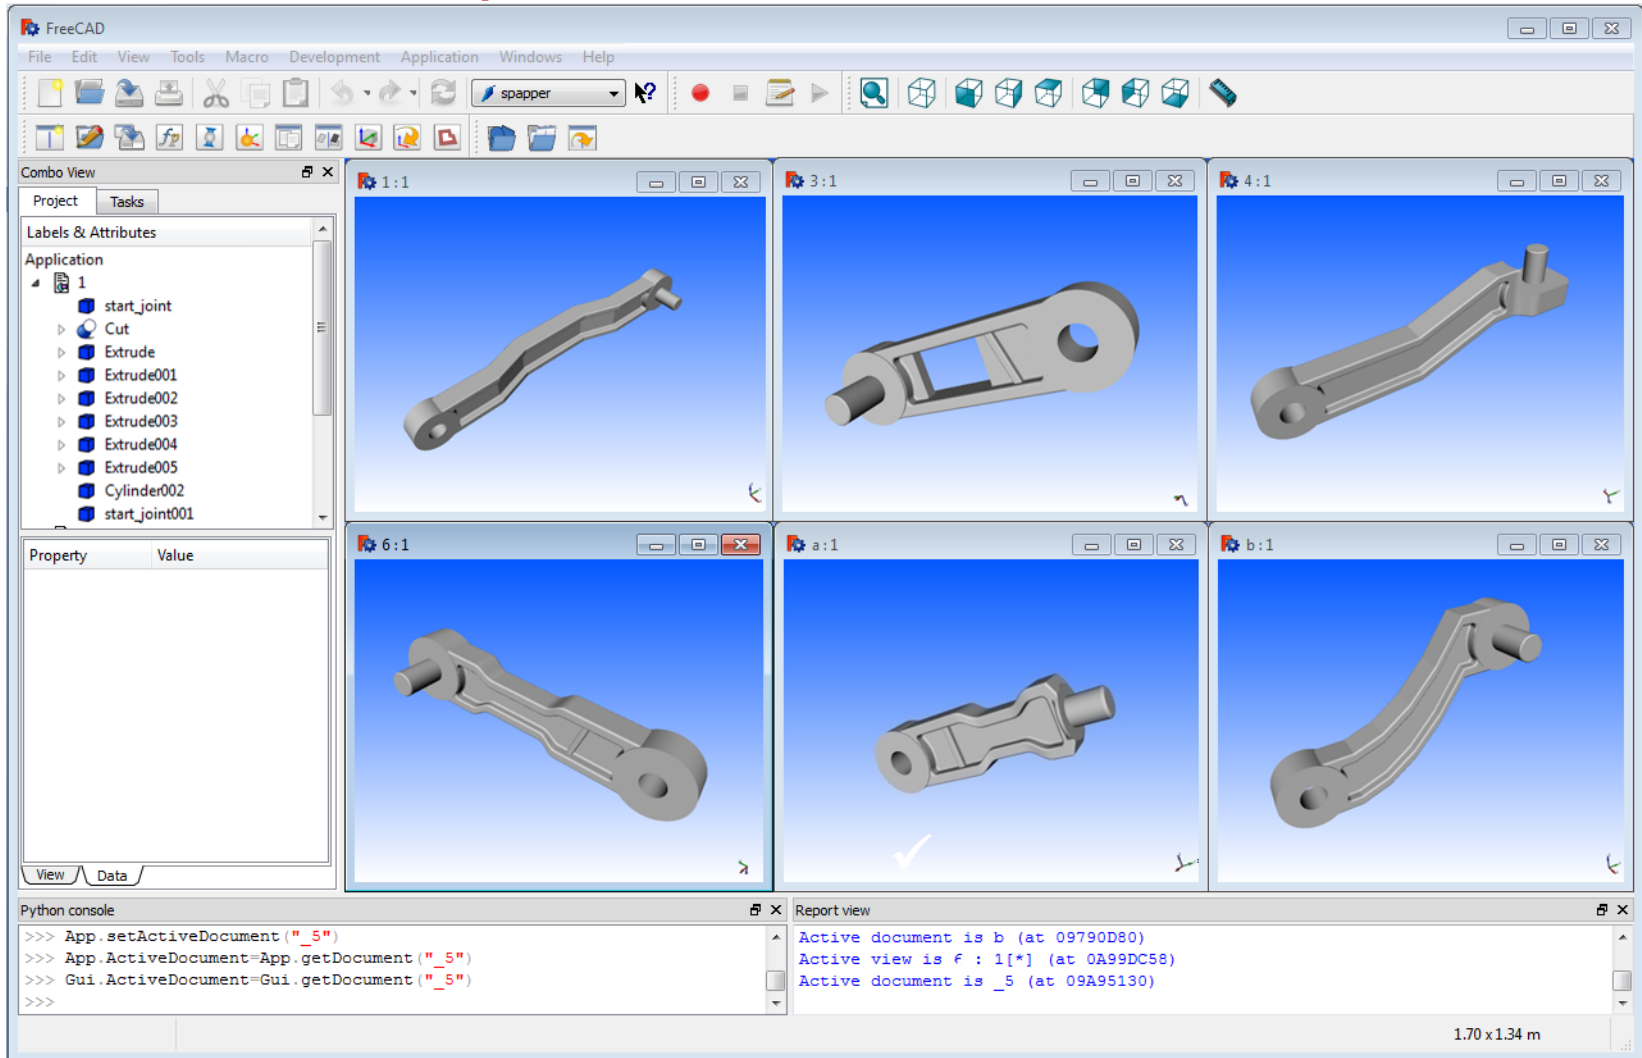 FreeCAD
File Edit View Tools Macro Development Application Windows Help
spapper
Combo View
Project Tasks
Labels & Attributes
Application
1
start_joint
Cut
Extrude
Extrude001
Extrude002
Extrude003
Extrude004
Extrude005
Cylinder002
start_joint001
Property Value
View Data
1 : 1
3 : 1
4 : 1
6 : 1
a : 1
b : 1
Python console
>>> App.setActiveDocument("_5")
>>> App.ActiveDocument=App.getDocument("_5")
>>> Gui.ActiveDocument=Gui.getDocument("_5")
>>>
Report view
Active document is b (at 09790D80)
Active view is 6 : 1[*] (at 0A99DC58)
Active document is _5 (at 09A95130)
1.70 x 1.34 m